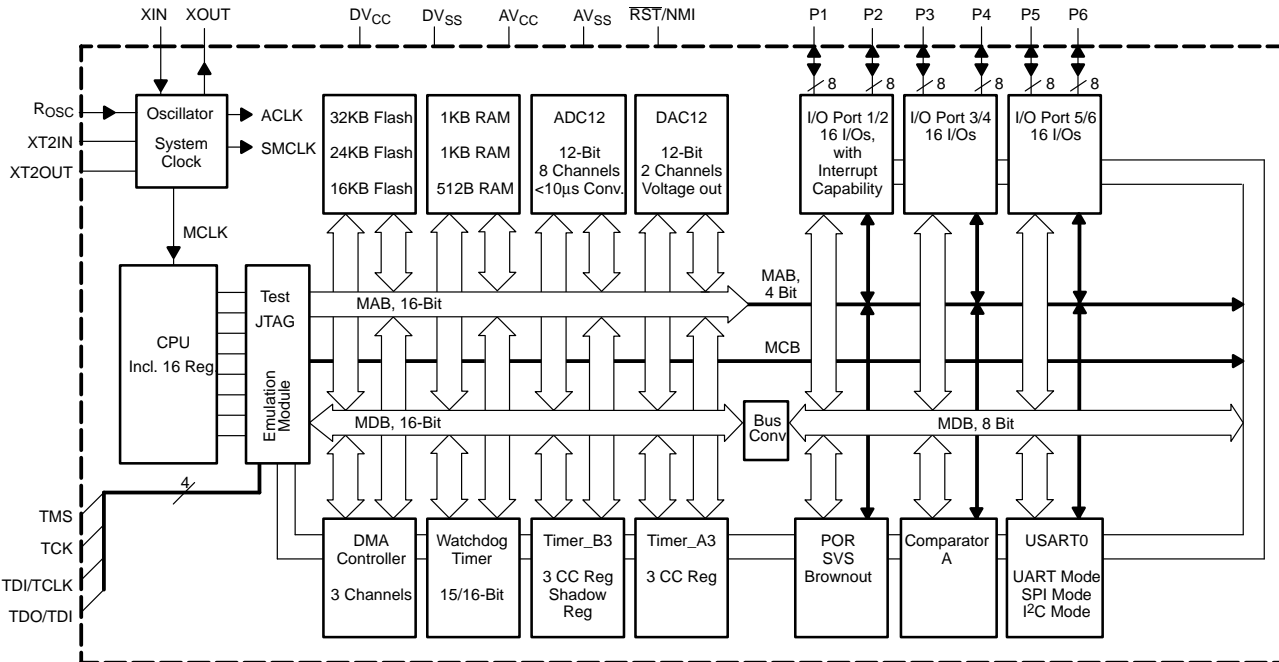 XIN XOUT DVCC DVSS AVCC AVSS RST/NMI P1 P2 P3 P4 P5 P6
8 8 8 8 8 8
ROSC
XT2IN
XT2OUT
Oscillator
System
Clock
ACLK
SMCLK
32KB Flash
24KB Flash
16KB Flash
1KB RAM
1KB RAM
512B RAM
ADC12
12-Bit
8 Channels
<10μs Conv.
DAC12
12-Bit
2 Channels
Voltage out
I/O Port 1/2
16 I/Os,
with
Interrupt
Capability
I/O Port 3/4
16 I/Os
I/O Port 5/6
16 I/Os
MCLK
CPU
Incl. 16 Reg.
Test
JTAG
Emulation
Module
MAB, 16-Bit
MAB,
4 Bit
MCB
MDB, 16-Bit
Bus
Conv
MDB, 8 Bit
4
TMS
TCK
TDI/TCLK
TDO/TDI
DMA
Controller
3 Channels
Watchdog
Timer
15/16-Bit
Timer_B3
3 CC Reg
Shadow
Reg
Timer_A3
3 CC Reg
POR
SVS
Brownout
Comparator
A
USART0
UART Mode
SPI Mode
I²C Mode